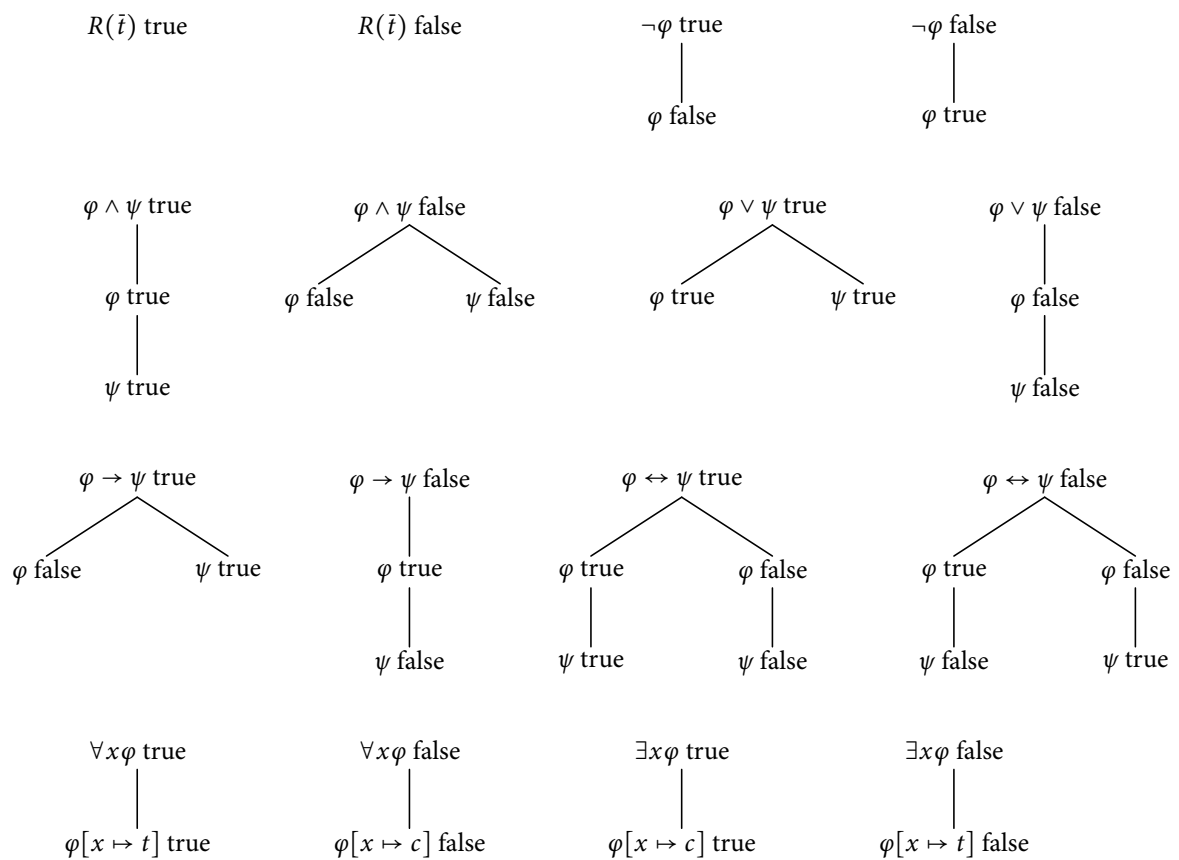 R(t̄) true R(t̄) false ¬φ true ¬φ false
φ false φ true
φ ∧ ψ true φ ∧ ψ false φ ∨ ψ true φ ∨ ψ false
φ true φ false ψ false φ true ψ true φ false
ψ true ψ false
φ → ψ true φ → ψ false φ ↔ ψ true φ ↔ ψ false
φ false ψ true φ true φ true φ false φ true φ false
ψ false ψ true ψ false ψ false ψ true
∀xφ true ∀xφ false ∃xφ true ∃xφ false
φ[x ↦ t] true φ[x ↦ c] false φ[x ↦ c] true φ[x ↦ t] false